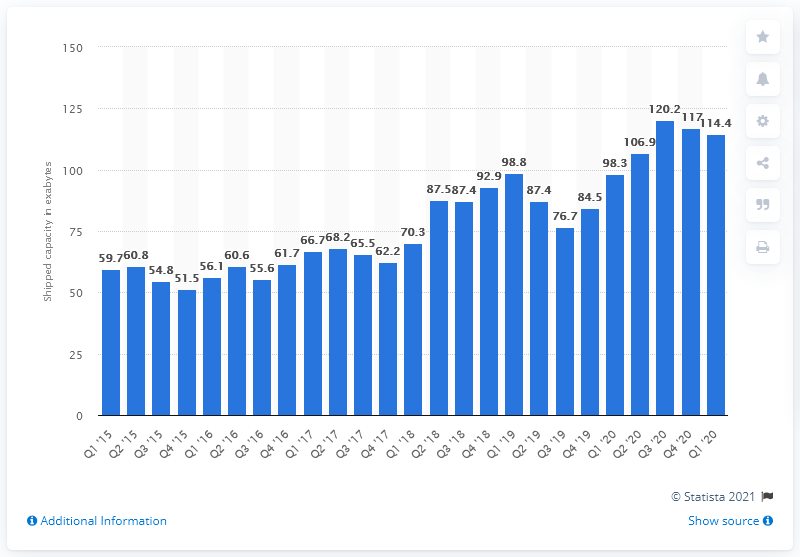 150
125
100
75
50
25
0
Shipped capacity in exabytes
59.7
60.8
54.8
51.5
56.1
60.6
55.6
61.7
66.7
68.2
65.5
62.2
70.3
87.5
87.4
92.9
98.8
87.4
76.7
84.5
98.3
106.9
120.2
117
114.4
Q1 '15
Q2 '15
Q3 '15
Q4 '15
Q1 '16
Q2 '16
Q3 '16
Q4 '16
Q1 '17
Q2 '17
Q3 '17
Q4 '17
Q1 '18
Q2 '18
Q3 '18
Q4 '18
Q1 '19
Q2 '19
Q3 '19
Q4 '19
Q1 '20
Q2 '20
Q3 '20
Q4 '20
Q1 '20
© Statista 2021
Additional Information
Show source